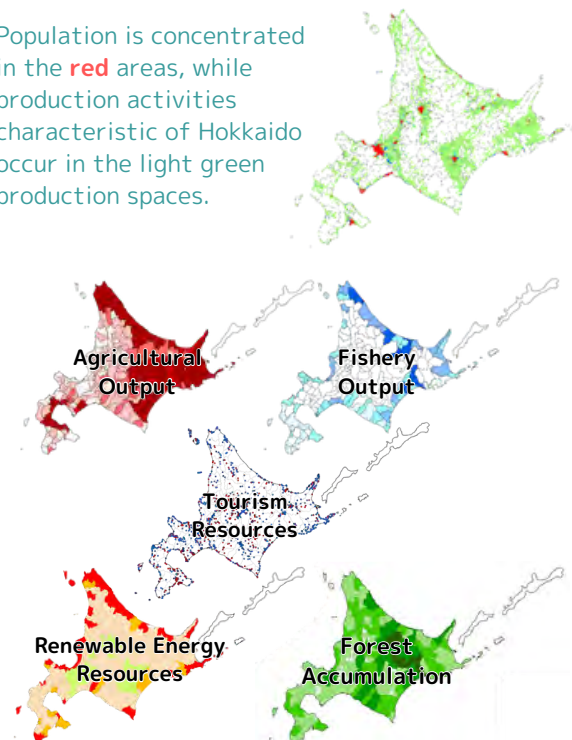 Population is concentrated
in the red areas, while
production activities
characteristic of Hokkaido
occur in the light green
production spaces.
Agricultural
Output
Fishery
Output
Tourism
Resources
Renewable Energy
Resources
Forest
Accumulation